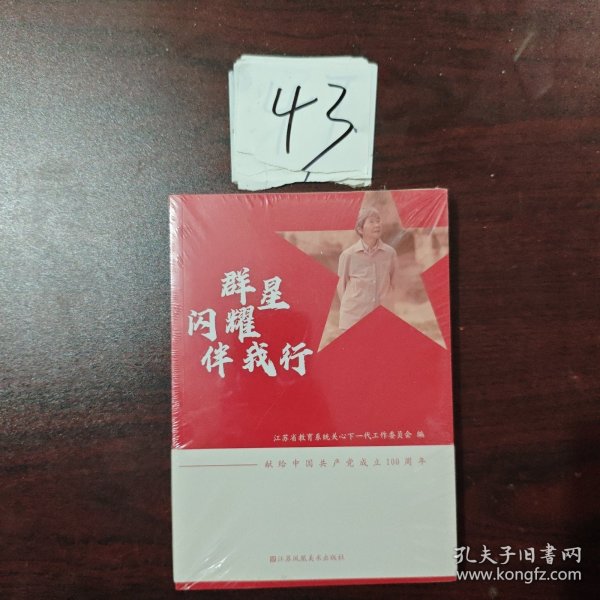 43
群星
闪耀
伴我行
江苏省教育系统关心下一代工作委员会 编
献给中国共产党成立100周年
江苏凤凰美术出版社
孔夫子旧书网
www.kongfz.com